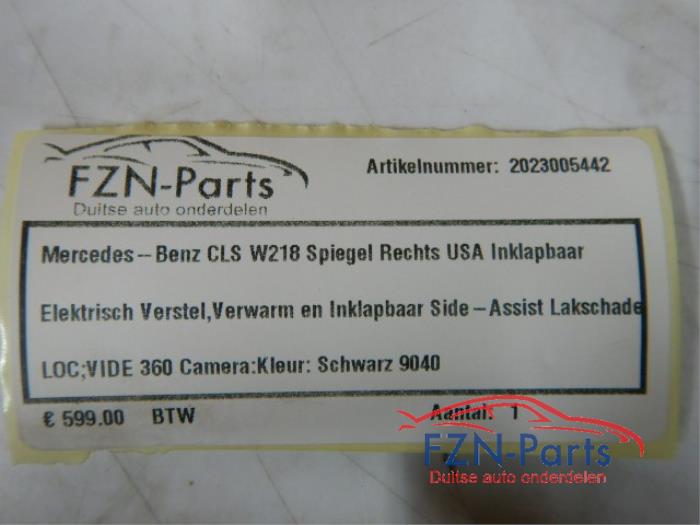 FZN-Parts
Duitse auto onderdelen
Artikelnummer: 2023005442
Mercedes-Benz CLS W218 Spiegel Rechts USA Inklapbaar
Elektrisch Verstel,Verwarm en Inklapbaar Side-Assist Lakschade
LOC;VIDE 360 Camera:Kleur: Schwarz 9040
€ 599.00 BTW Aantal: 1
FZN-Parts
Duitse auto onderdelen